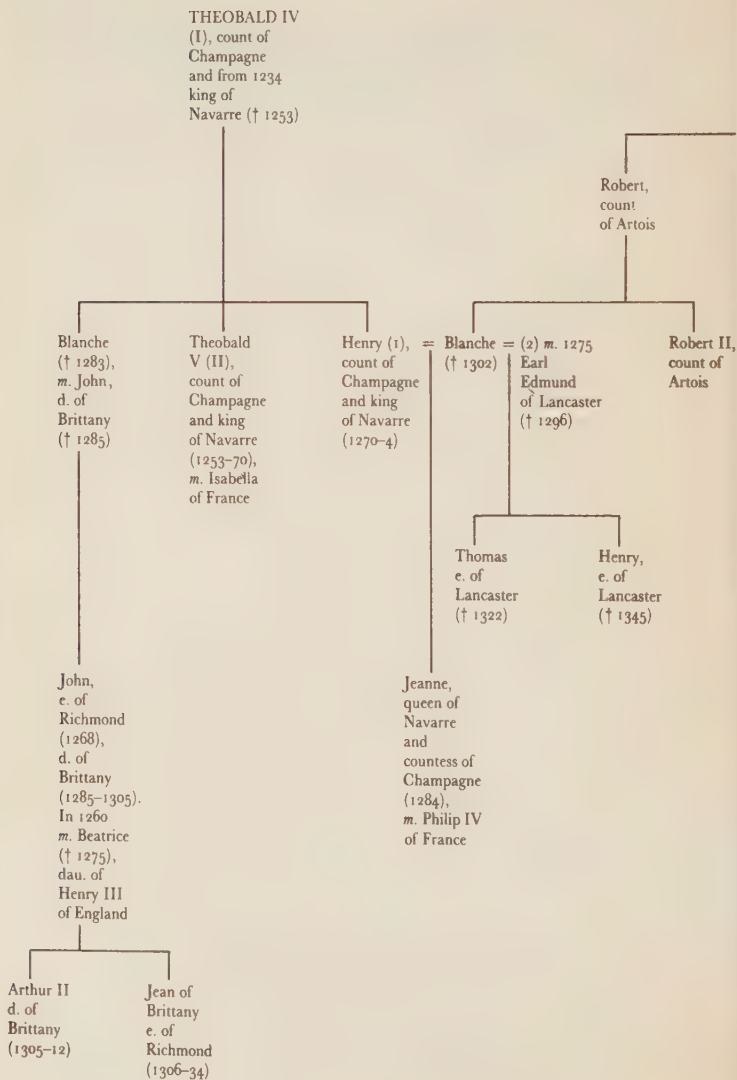 THEOBALD IV
(I), count of
Champagne
and from 1234
king of
Navarre († 1253)
Robert,
count
of Artois
Blanche
(† 1283),
m. John,
d. of
Brittany
(† 1285)
Theobald
V (II),
count of
Champagne
and king
of Navarre
(1253–70),
m. Isabella
of France
Henry (1),
count of
Champagne
and king
of Navarre
(1270–4)
= Blanche =
(† 1302)
(2) m. 1275
Earl
Edmund
of Lancaster
(† 1296)
Robert II,
count of
Artois
Thomas
e. of
Lancaster
(† 1322)
Henry,
e. of
Lancaster
(† 1345)
John,
e. of
Richmond
(1268),
d. of
Brittany
(1285–1305).
In 1260
m. Beatrice
(† 1275),
dau. of
Henry III
of England
Jeanne,
queen of
Navarre
and
countess of
Champagne
(1284),
m. Philip IV
of France
Arthur II
d. of
Brittany
(1305–12)
Jean of
Brittany
e. of
Richmond
(1306–34)